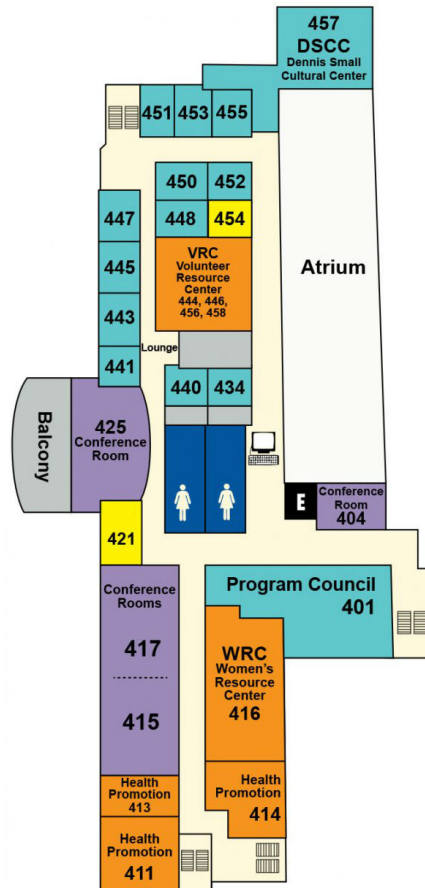 457
DSCC
Dennis Small
Cultural Center
451
453
455
450
452
447
448
454
VRC
Volunteer
Resource
Center
444, 446,
456, 458
445
Atrium
443
Lounge
441
440
434
Balcony
425
Conference
Room
E
Conference
Room
404
421
Conference
Rooms
417
415
Program Council
401
WRC
Women's
Resource
Center
416
Health
Promotion
413
Health
Promotion
414
Health
Promotion
411